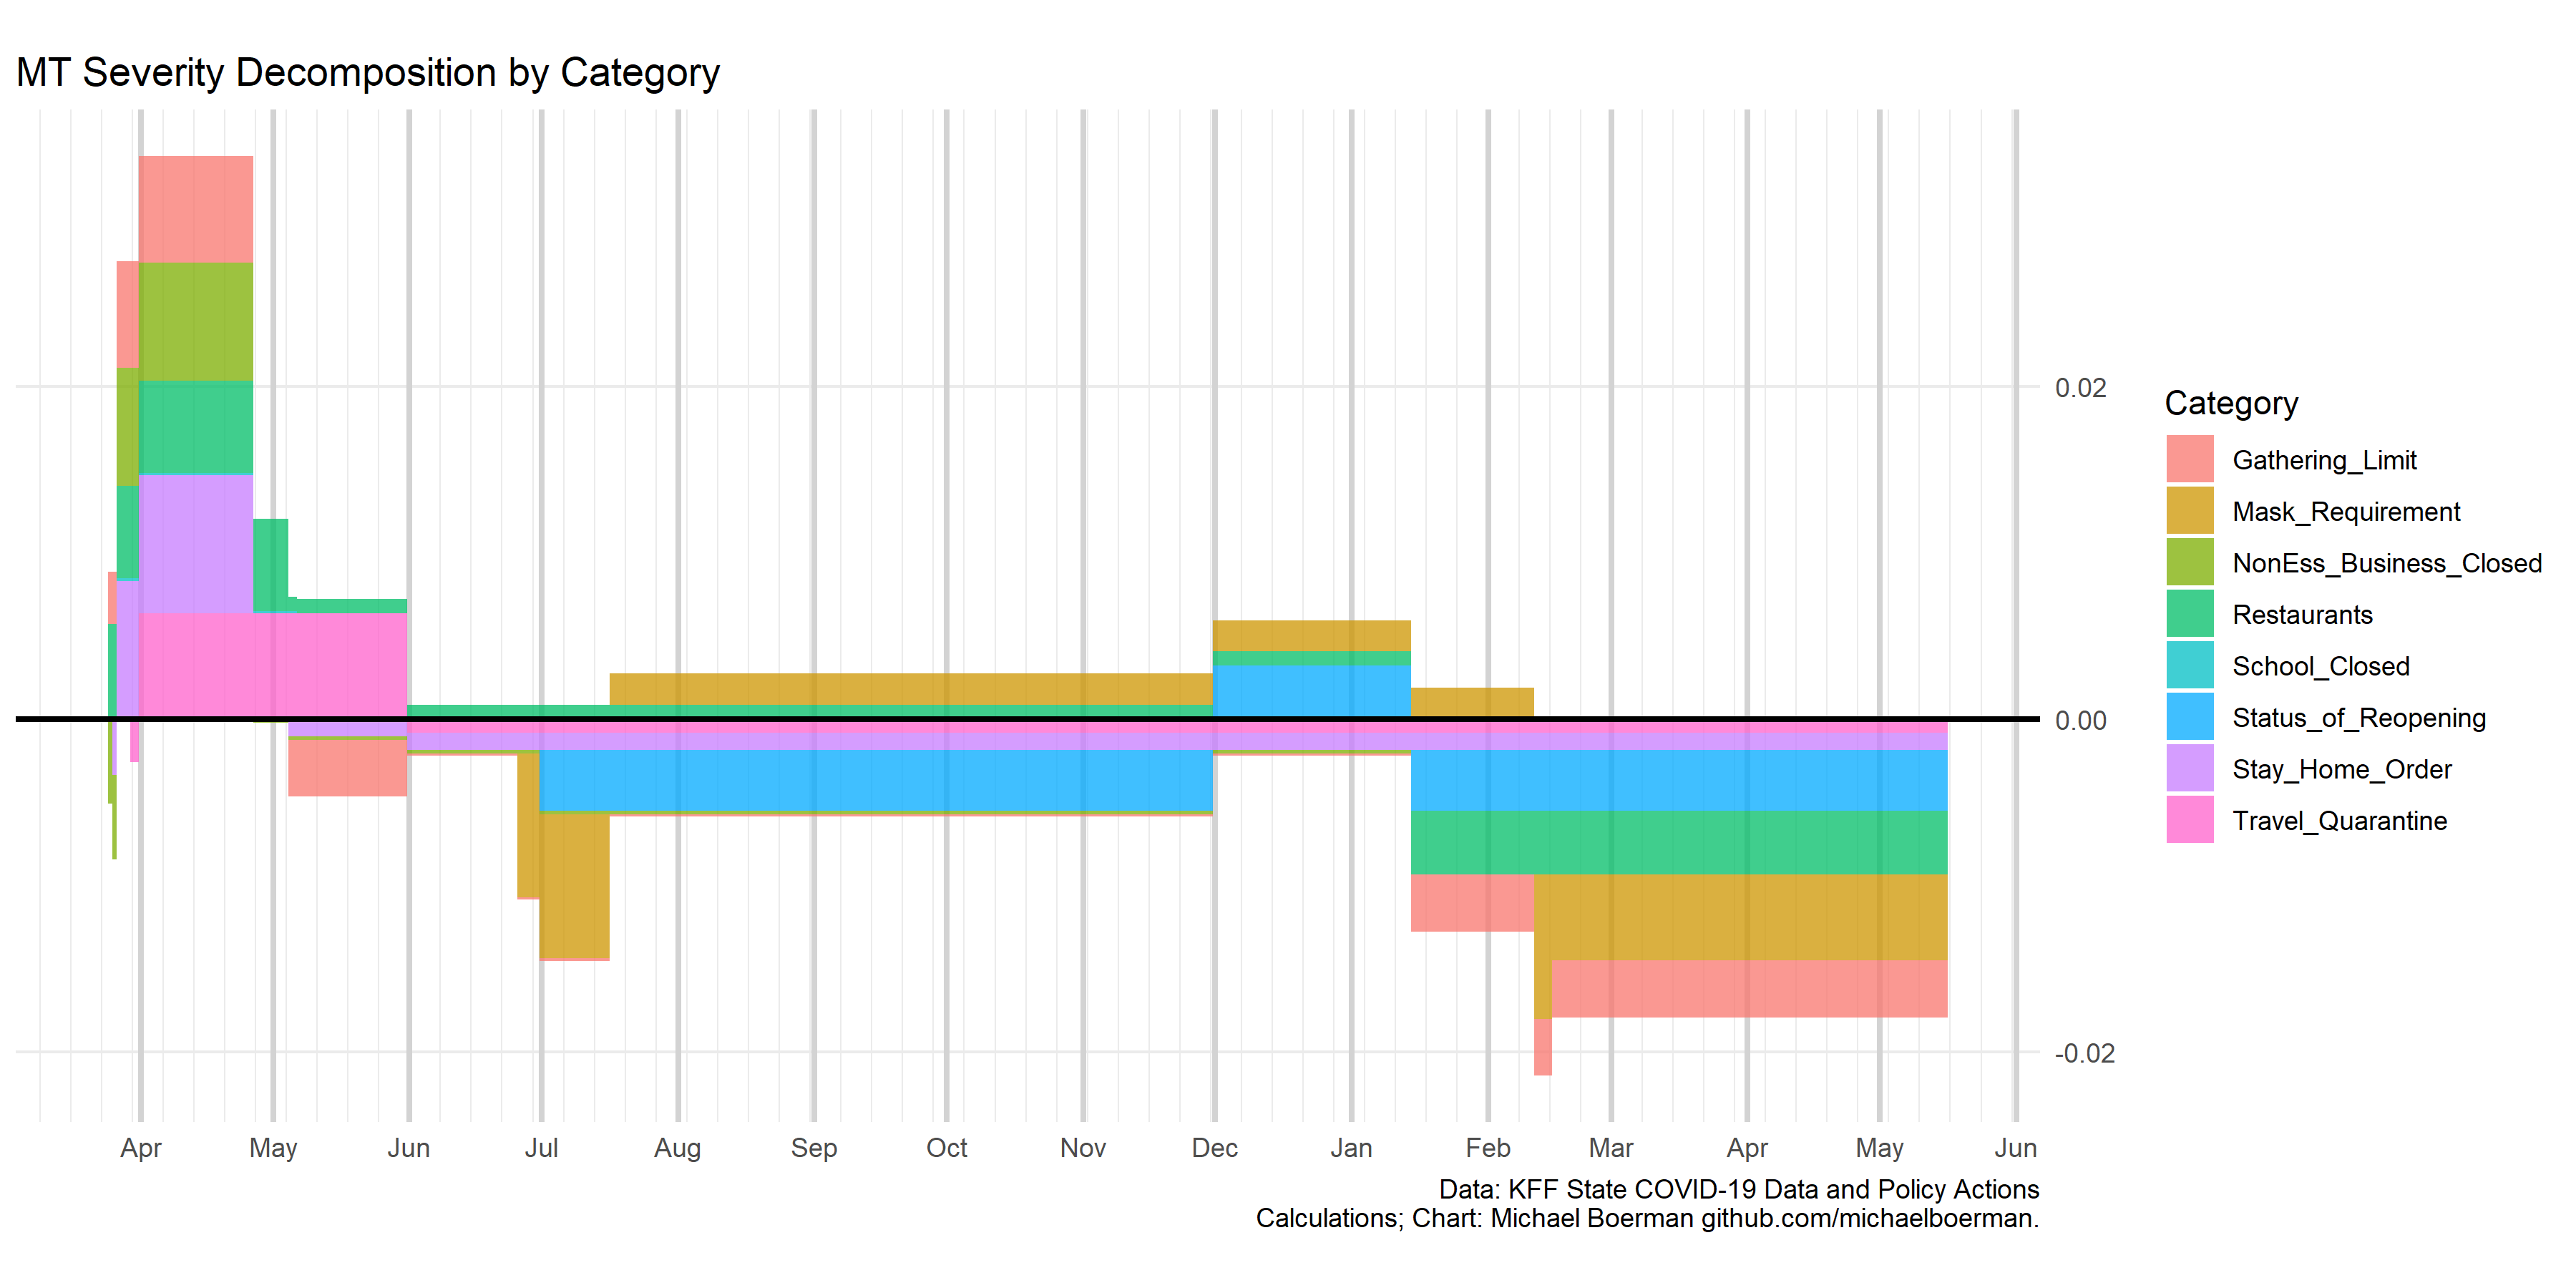 MT Severity Decomposition by Category
0.02
0.00
-0.02
Apr May Jun Jul Aug Sep Oct Nov Dec Jan Feb Mar Apr May Jun
Category
Gathering_Limit
Mask_Requirement
NonEss_Business_Closed
Restaurants
School_Closed
Status_of_Reopening
Stay_Home_Order
Travel_Quarantine
Data: KFF State COVID-19 Data and Policy Actions
Calculations; Chart: Michael Boerman github.com/michaelboerman.